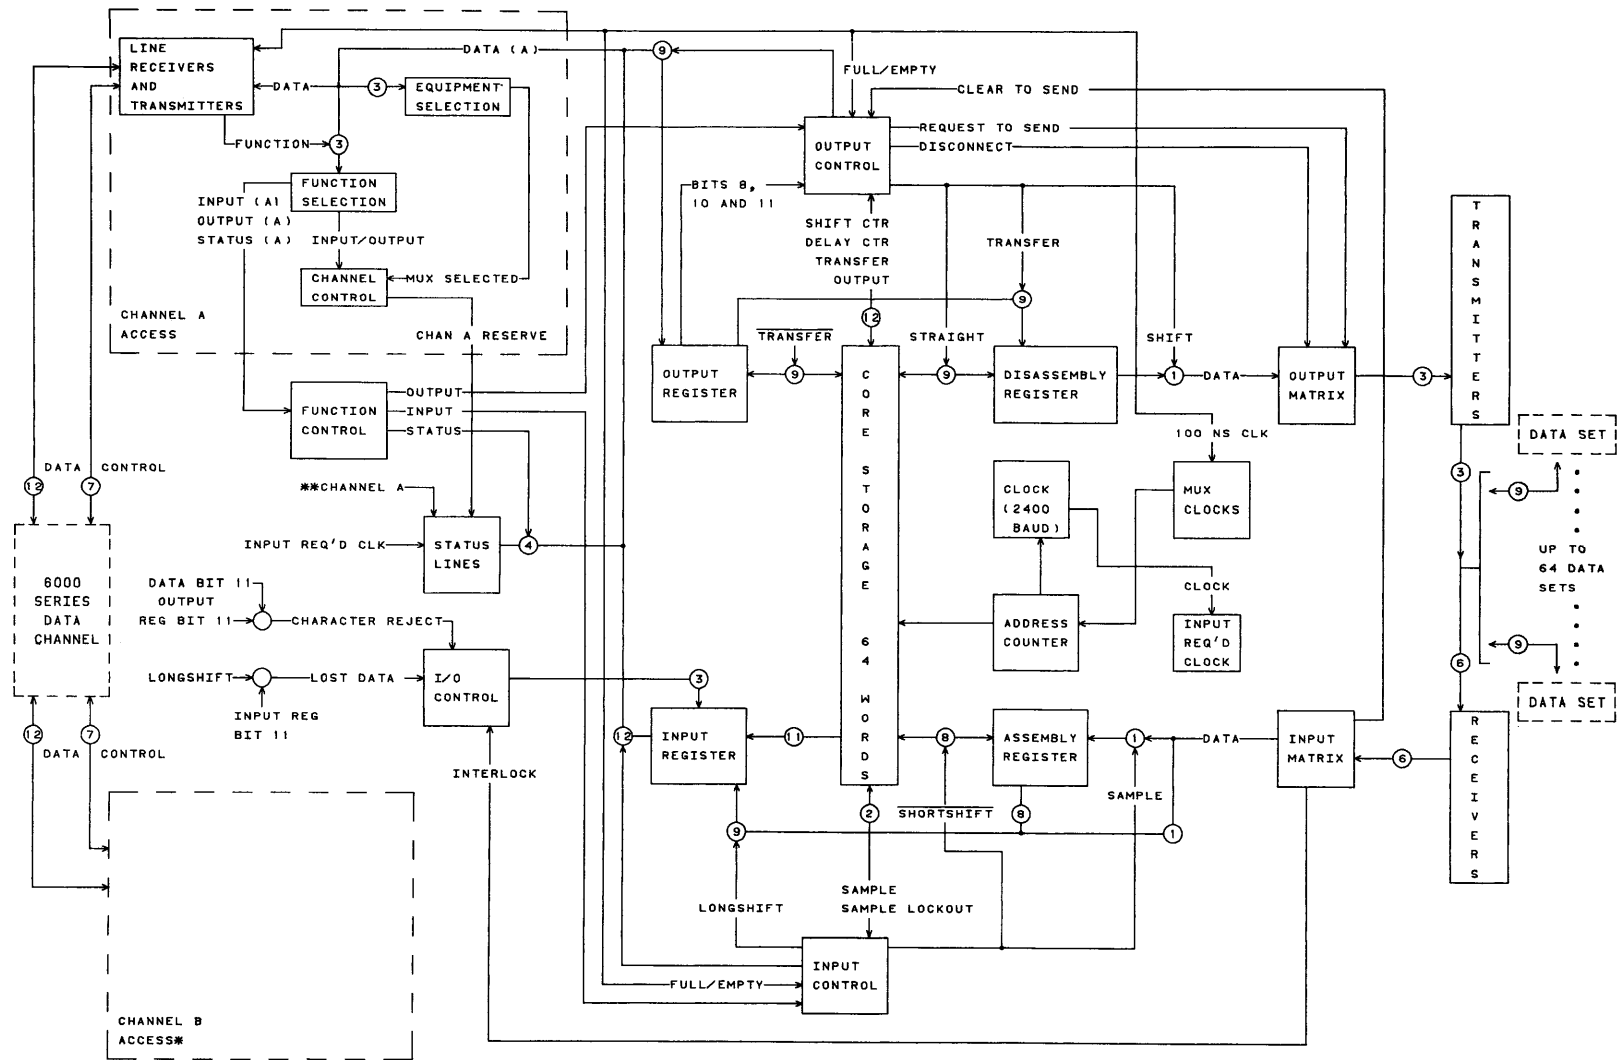 LINE
RECEIVERS
AND
TRANSMITTERS
DATA (A)
9
FULL/EMPTY
DATA
3
EQUIPMENT
SELECTION
CLEAR TO SEND
FUNCTION
3
OUTPUT
CONTROL
REQUEST TO SEND
DISCONNECT
FUNCTION
SELECTION
INPUT (A)
OUTPUT (A)
STATUS (A)
INPUT/OUTPUT
BITS 8,
10 AND 11
SHIFT CTR
DELAY CTR
TRANSFER
OUTPUT
TRANSFER
CHANNEL
CONTROL
MUX SELECTED
CHANNEL A
ACCESS
CHAN A RESERVE
12
9
TRANSFER
STRAIGHT
SHIFT
TRANSMITTERS
OUTPUT
REGISTER
9
CORE STORAGE 64 WORDS
9
DISASSEMBLY
REGISTER
1
DATA
OUTPUT
MATRIX
3
FUNCTION
CONTROL
OUTPUT
INPUT
STATUS
100 NS CLK
DATA SET
DATA CONTROL
12
7
**CHANNEL A
CLOCK
(2400
BAUD)
MUX
CLOCKS
3
9
INPUT REQ'D CLK
STATUS
LINES
4
UP TO
64 DATA
SETS
6000
SERIES
DATA
CHANNEL
DATA BIT 11
OUTPUT
REG BIT 11
CHARACTER REJECT
CLOCK
ADDRESS
COUNTER
INPUT
REQ'D
CLOCK
9
6
LONGSHIFT
LOST DATA
I/O
CONTROL
3
INPUT REG
BIT 11
DATA SET
12
7
DATA CONTROL
12
INPUT
REGISTER
11
8
ASSEMBLY
REGISTER
1
DATA
INPUT
MATRIX
6
RECEIVERS
INTERLOCK
SAMPLE
2
SHORTSHIFT
8
9
1
LONGSHIFT
SAMPLE
SAMPLE LOCKOUT
INPUT
CONTROL
FULL/EMPTY
CHANNEL B
ACCESS*